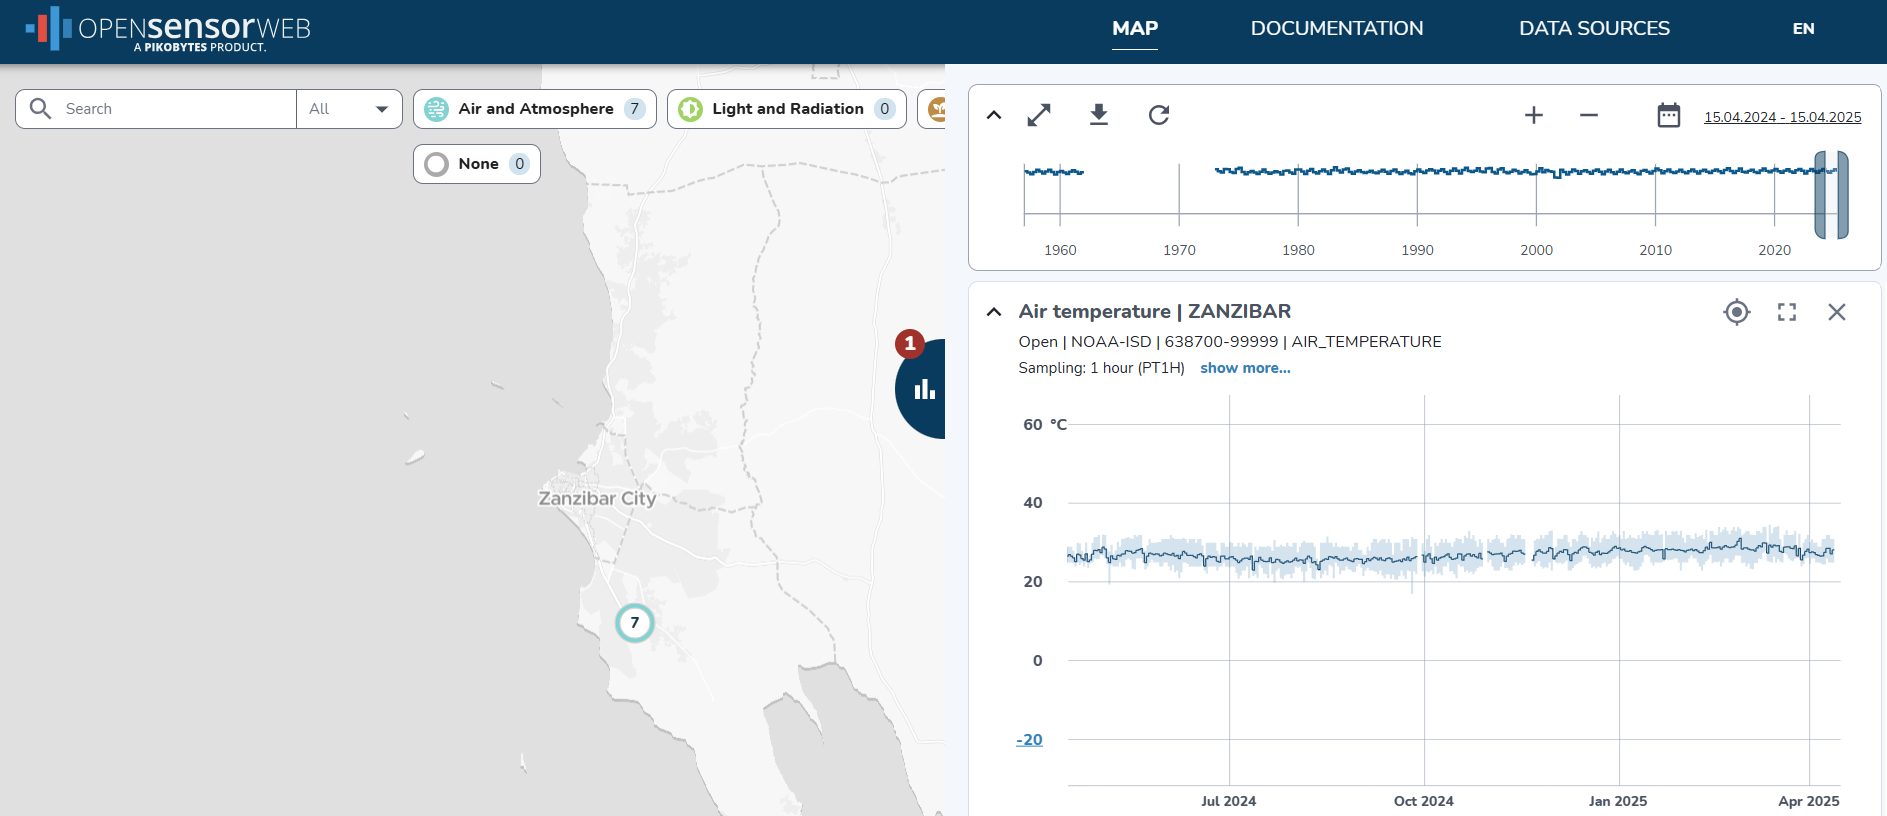 OPENsensorWEB
A PIKOBYTES PRODUCT.
MAP
DOCUMENTATION
DATA SOURCES
EN
Search
All
Air and Atmosphere 7
Light and Radiation 0
None 0
Zanzibar City
7
1
15.04.2024 - 15.04.2025
1960 1970 1980 1990 2000 2010 2020
Air temperature | ZANZIBAR
Open | NOAA-ISD | 638700-99999 | AIR_TEMPERATURE
Sampling: 1 hour (PT1H) show more...
60 °C
40
20
0
-20
Jul 2024 Oct 2024 Jan 2025 Apr 2025